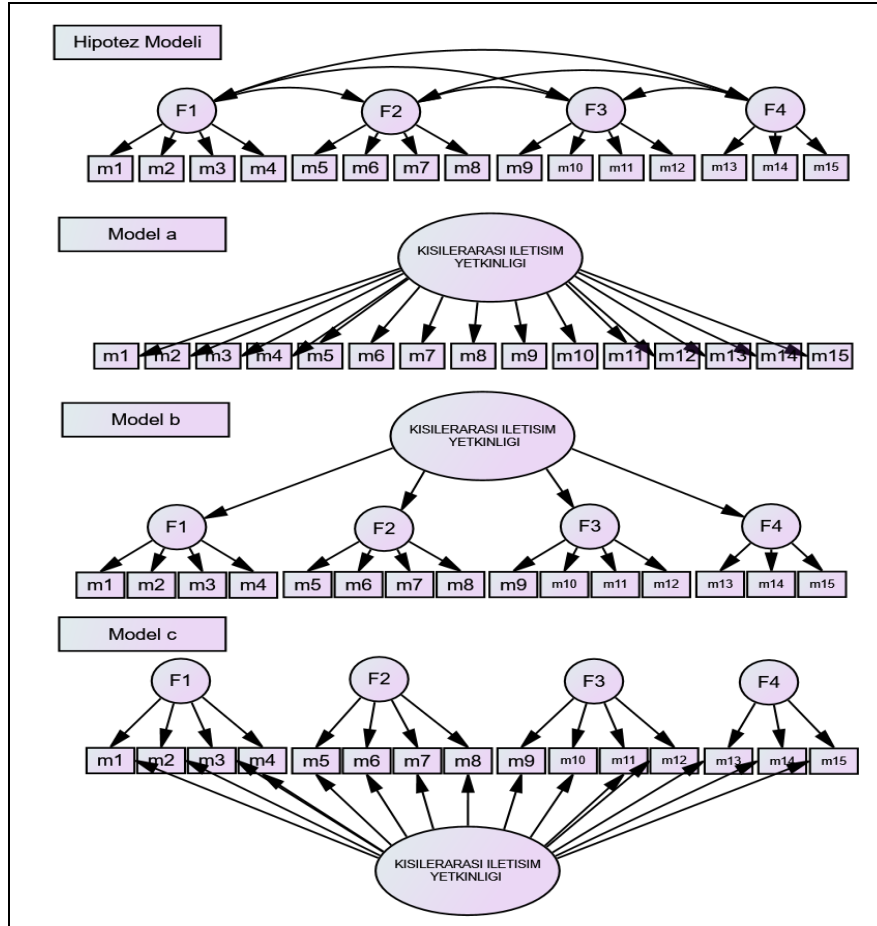 Hipotez Modeli
F1 F2 F3 F4
m1 m2 m3 m4 m5 m6 m7 m8 m9 m10 m11 m12 m13 m14 m15
Model a
KISILERARASI ILETISIM
YETKINLIGI
m1 m2 m3 m4 m5 m6 m7 m8 m9 m10 m11 m12 m13 m14 m15
Model b
KISILERARASI ILETISIM
YETKINLIGI
F1 F2 F3 F4
m1 m2 m3 m4 m5 m6 m7 m8 m9 m10 m11 m12 m13 m14 m15
Model c
F1 F2 F3 F4
m1 m2 m3 m4 m5 m6 m7 m8 m9 m10 m11 m12 m13 m14 m15
KISILERARASI ILETISIM
YETKINLIGI